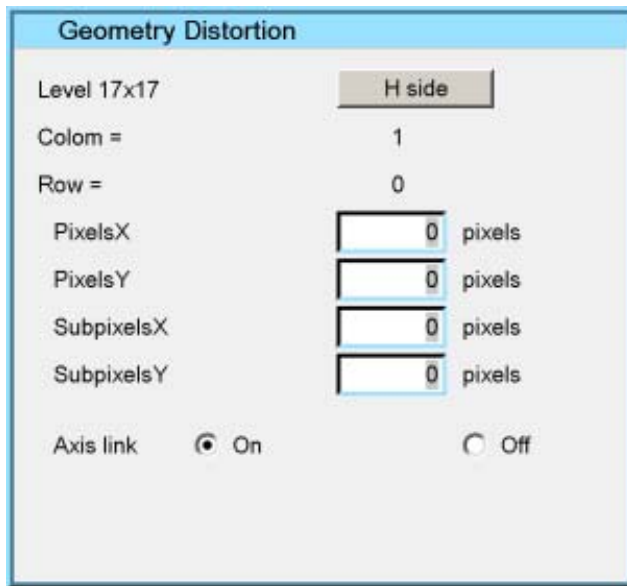 Geometry Distortion
Level 17x17 H side
Colom = 1
Row = 0
PixelsX 0 pixels
PixelsY 0 pixels
SubpixelsX 0 pixels
SubpixelsY 0 pixels
Axis link On Off